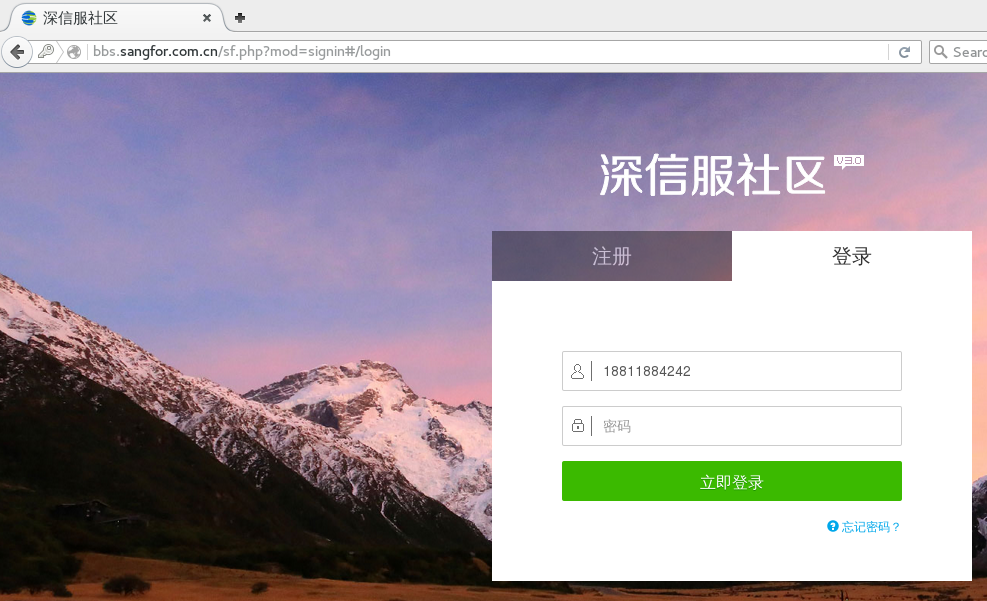 深信服社区
bbs.sangfor.com.cn/sf.php?mod=signin#/login
Searc
深信服社区 V3.0
注册
登录
18811884242
密码
立即登录
忘记密码？